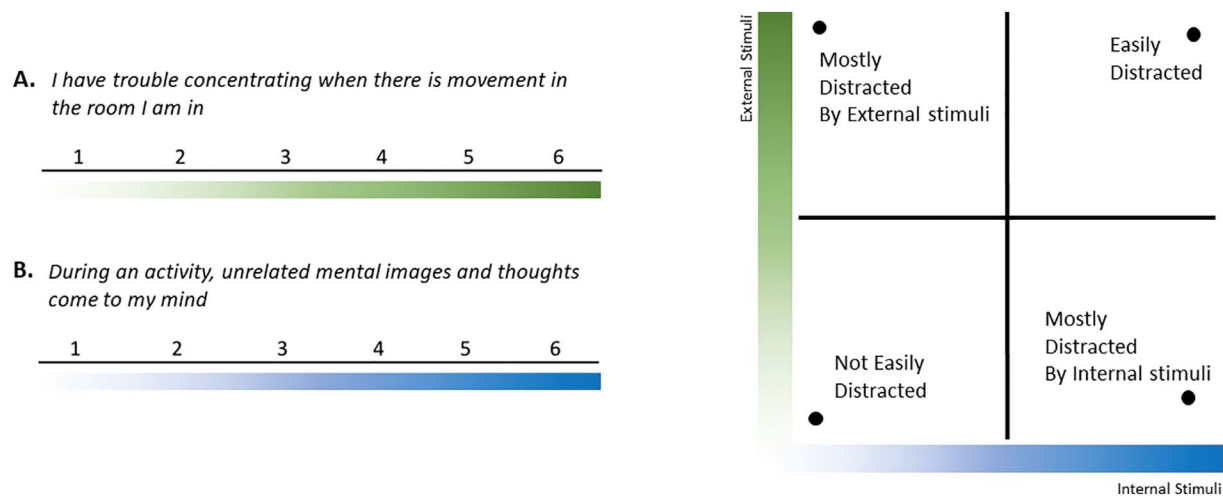 A. I have trouble concentrating when there is movement in
the room I am in
1 2 3 4 5 6
B. During an activity, unrelated mental images and thoughts
come to my mind
1 2 3 4 5 6
External Stimuli
Mostly
Distracted
By External stimuli
Easily
Distracted
Not Easily
Distracted
Mostly
Distracted
By Internal stimuli
Internal Stimuli